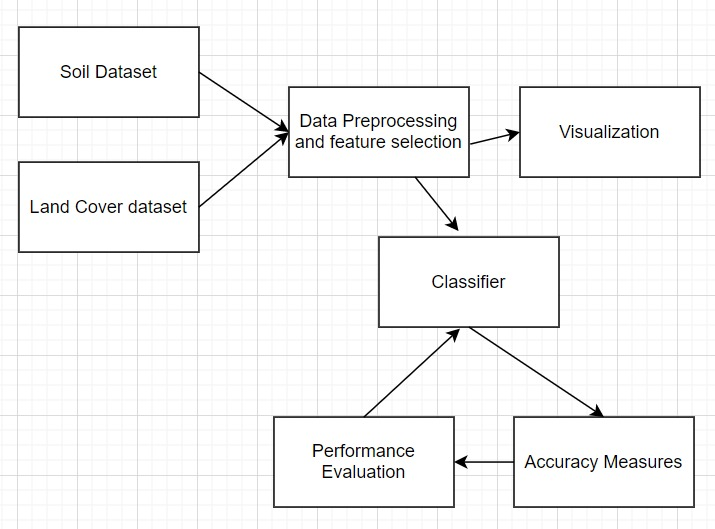 Soil Dataset
Data Preprocessing
and feature selection
Visualization
Land Cover dataset
Classifier
Performance
Evaluation
Accuracy Measures